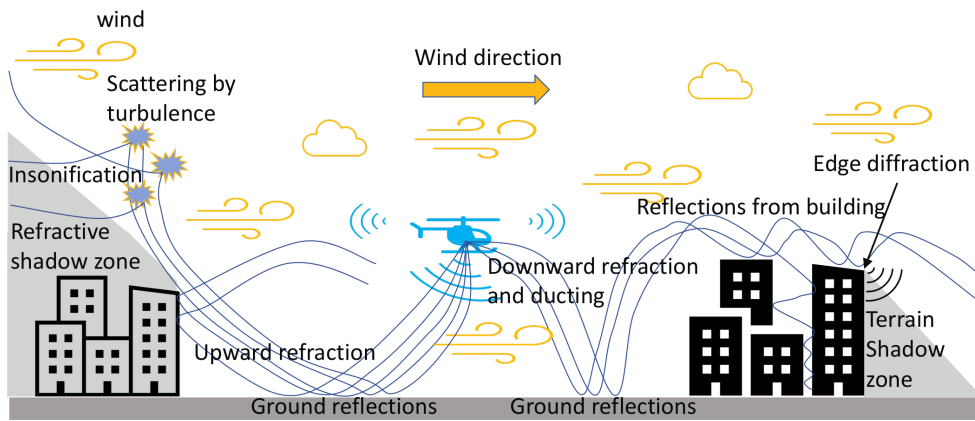 wind
Wind direction
Scattering by
turbulence
Edge diffraction
Insonification
Reflections from building
Refractive
shadow zone
Downward refraction
and ducting
Terrain
Shadow
zone
Upward refraction
Ground reflections
Ground reflections